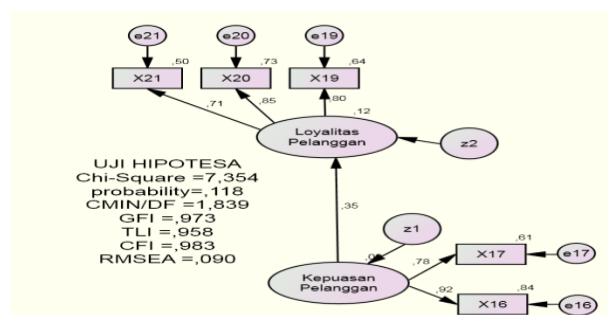 e21 e20 e19
,50 ,73 ,64
X21 X20 X19
,71 ,85 ,80 ,12
Loyalitas
Pelanggan
z2
UJI HIPOTESA
Chi-Square =7,354
probability=,118
CMIN/DF =1,839
GFI =,973
TLI =,958
CFI =,983
RMSEA =,090
,35
z1
,61
X17 e17
,78
Kepuasan
Pelanggan
,92 ,84
X16 e16